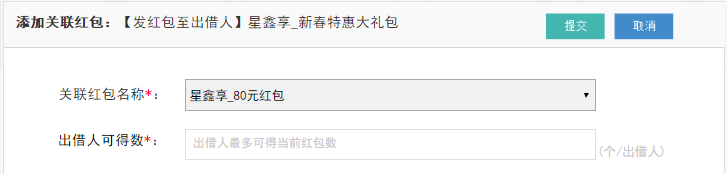 添加关联红包：【发红包至出借人】星鑫享_新春特惠大礼包 提交 取消
关联红包名称*： 星鑫享_80元红包
出借人可得数*： 出借人最多可得当前红包数 (个/出借人)